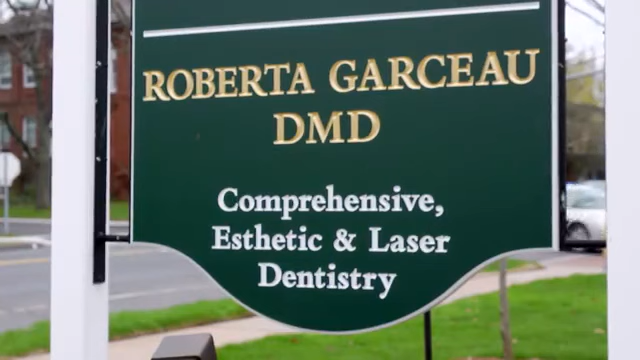 ROBERTA GARCEAU
DMD
Comprehensive,
Esthetic & Laser
Dentistry